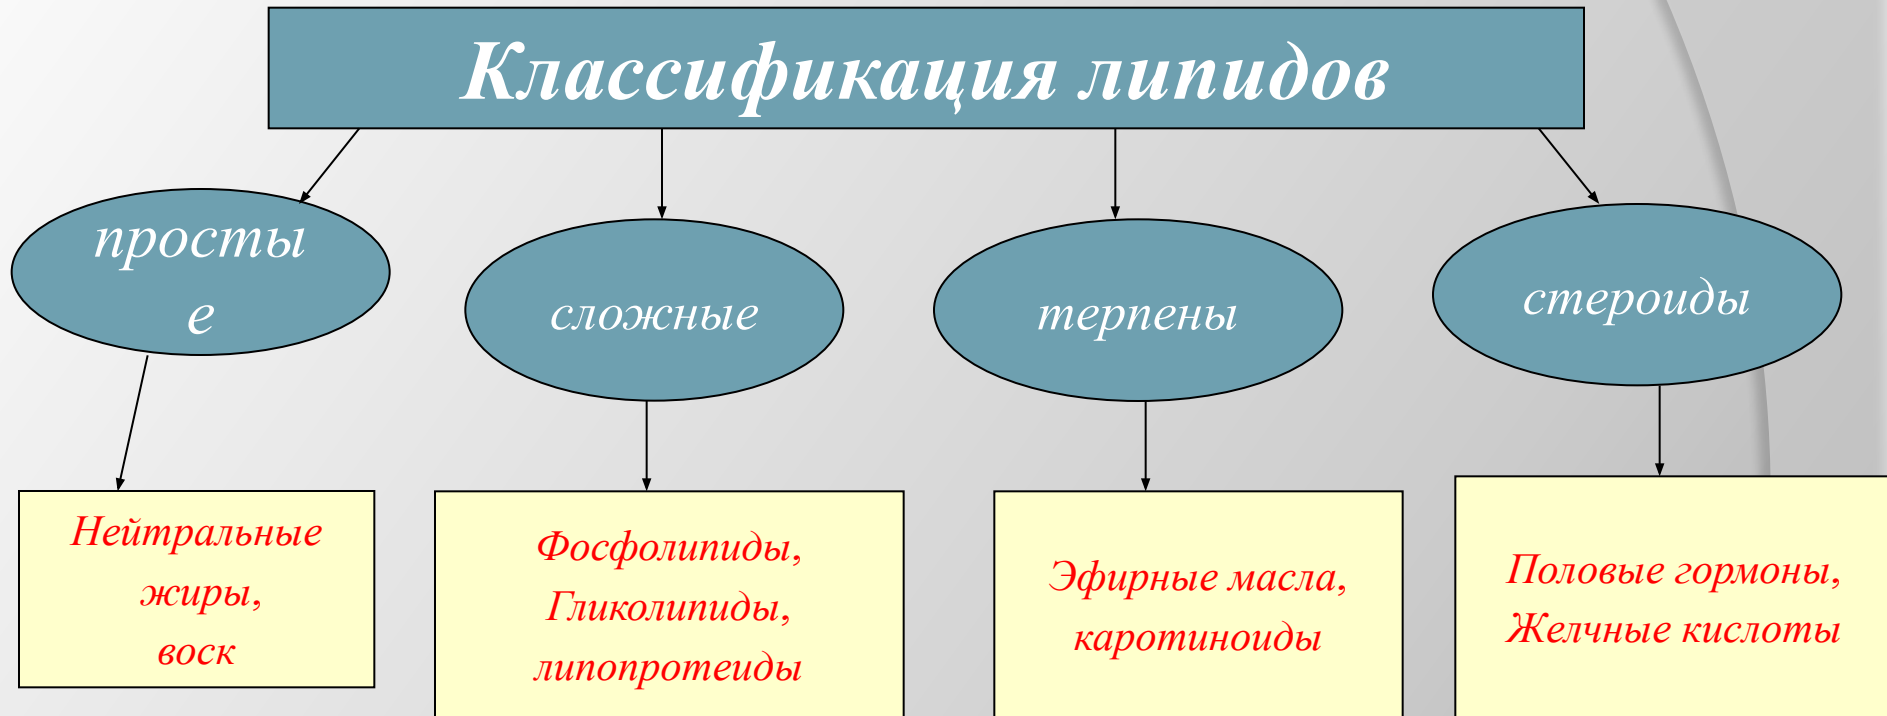 Классификация липидов
просты
е
сложные
терпены
стероиды
Нейтральные
жиры,
воск
Фосфолипиды,
Гликолипиды,
липопротеиды
Эфирные масла,
каротиноиды
Половые гормоны,
Желчные кислоты